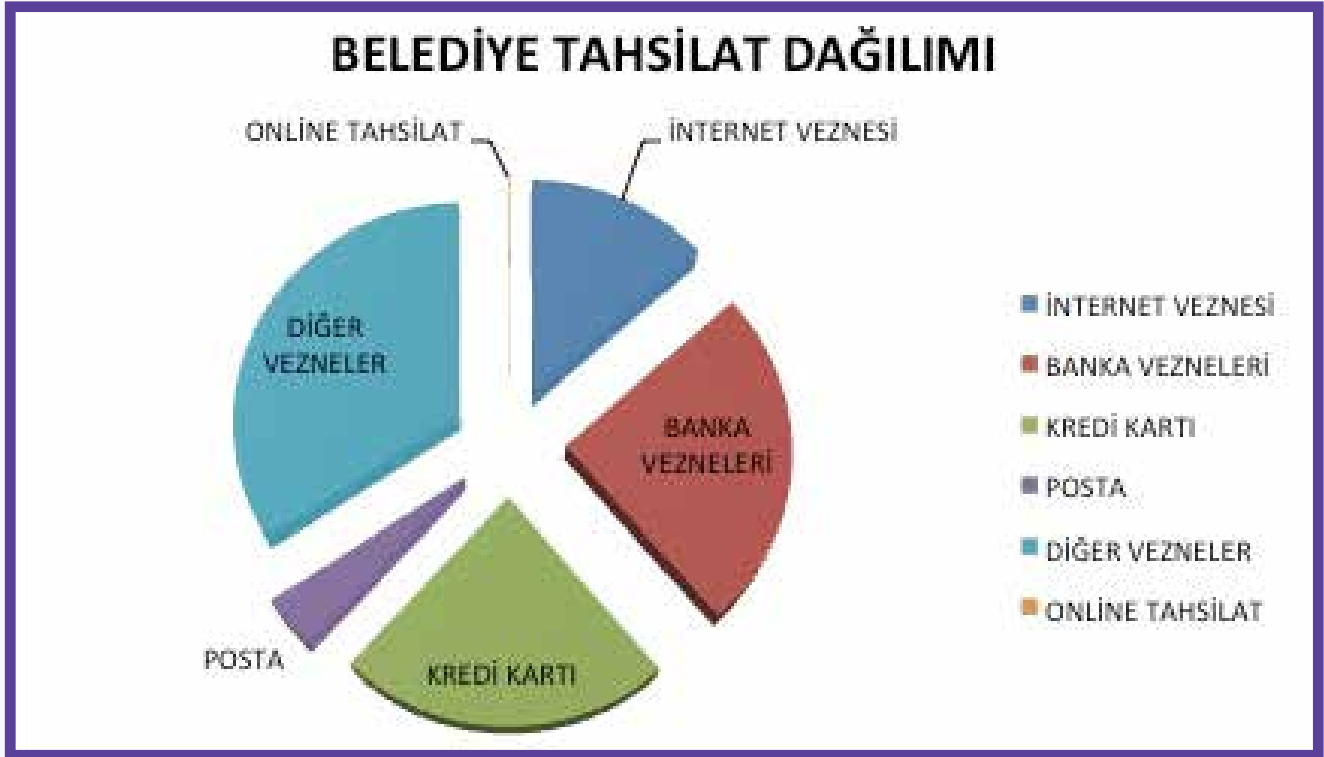 BELEDİYE TAHSİLAT DAĞILIMI
ONLİNE TAHSİLAT
İNTERNET VEZNESİ
DİĞER
VEZNELER
BANKA
VEZNELERİ
KREDİ KARTI
POSTA
İNTERNET VEZNESİ
BANKA VEZNELERİ
KREDİ KARTI
POSTA
DİĞER VEZNELER
ONLİNE TAHSİLAT